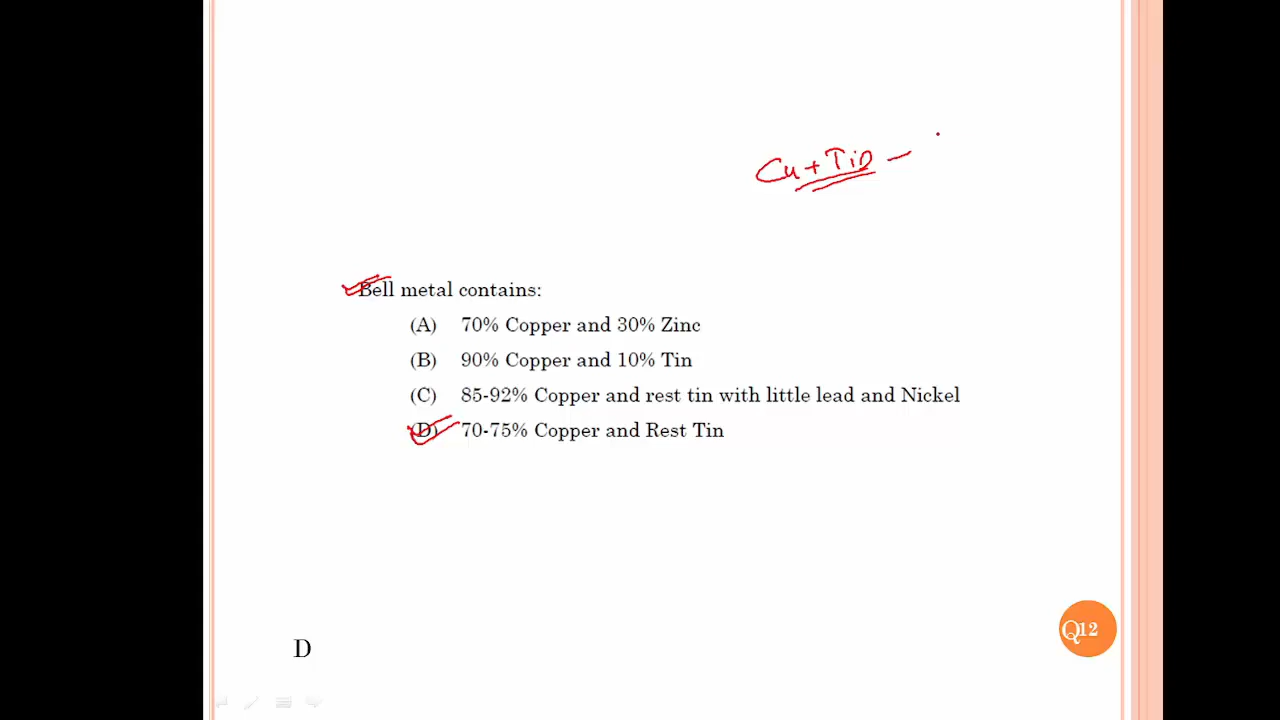 Cu + Tin —
Bell metal contains:
(A) 70% Copper and 30% Zinc
(B) 90% Copper and 10% Tin
(C) 85-92% Copper and rest tin with little lead and Nickel
(D) 70-75% Copper and Rest Tin
Q12
D